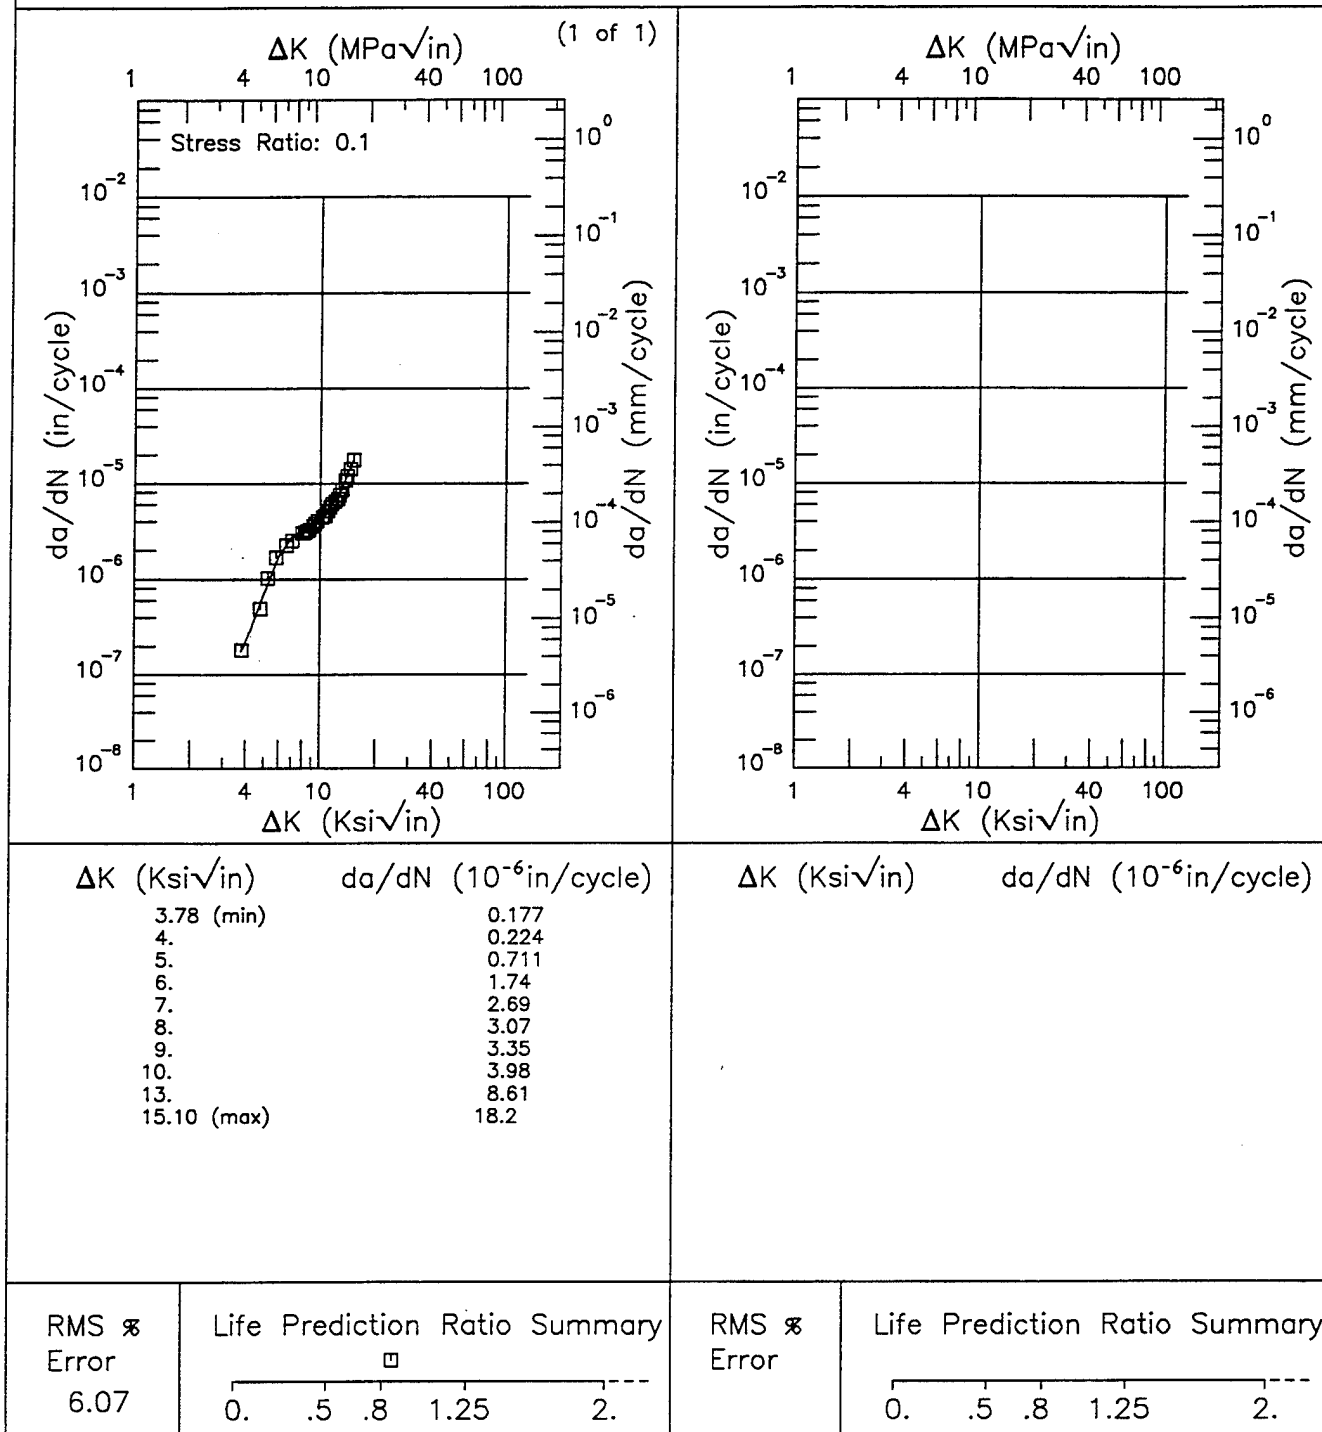 (1 of 1)
ΔK (MPa√in)
1 4 10 40 100
Stress Ratio: 0.1
da/dN (in/cycle)
10⁻²
10⁻³
10⁻⁴
10⁻⁵
10⁻⁶
10⁻⁷
10⁻⁸
da/dN (mm/cycle)
10⁰
10⁻¹
10⁻²
10⁻³
10⁻⁴
10⁻⁵
10⁻⁶
1 4 10 40 100
ΔK (Ksi√in)
ΔK (MPa√in)
1 4 10 40 100
da/dN (in/cycle)
10⁻²
10⁻³
10⁻⁴
10⁻⁵
10⁻⁶
10⁻⁷
10⁻⁸
da/dN (mm/cycle)
10⁰
10⁻¹
10⁻²
10⁻³
10⁻⁴
10⁻⁵
10⁻⁶
1 4 10 40 100
ΔK (Ksi√in)
ΔK (Ksi√in) da/dN (10⁻⁶in/cycle)
3.78 (min) 0.177
4. 0.224
5. 0.711
6. 1.74
7. 2.69
8. 3.07
9. 3.35
10. 3.98
13. 8.61
15.10 (max) 18.2
ΔK (Ksi√in) da/dN (10⁻⁶in/cycle)
RMS %
Error
6.07
Life Prediction Ratio Summary
0. .5 .8 1.25 2.
RMS %
Error
Life Prediction Ratio Summary
0. .5 .8 1.25 2.